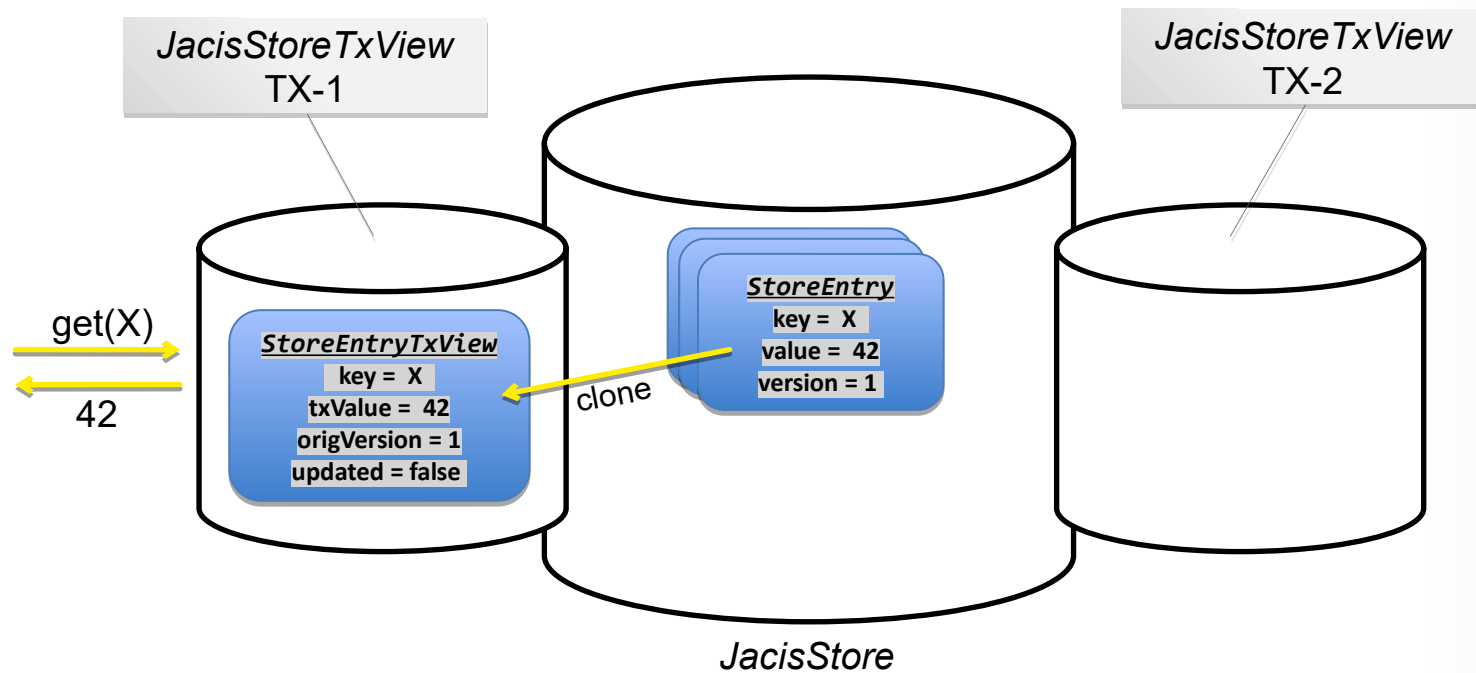 JacisStoreTxView
TX-1
JacisStoreTxView
TX-2
get(X)
42
StoreEntryTxView
key = X
txValue = 42
origVersion = 1
updated = false
clone
StoreEntry
key = X
value = 42
version = 1
JacisStore